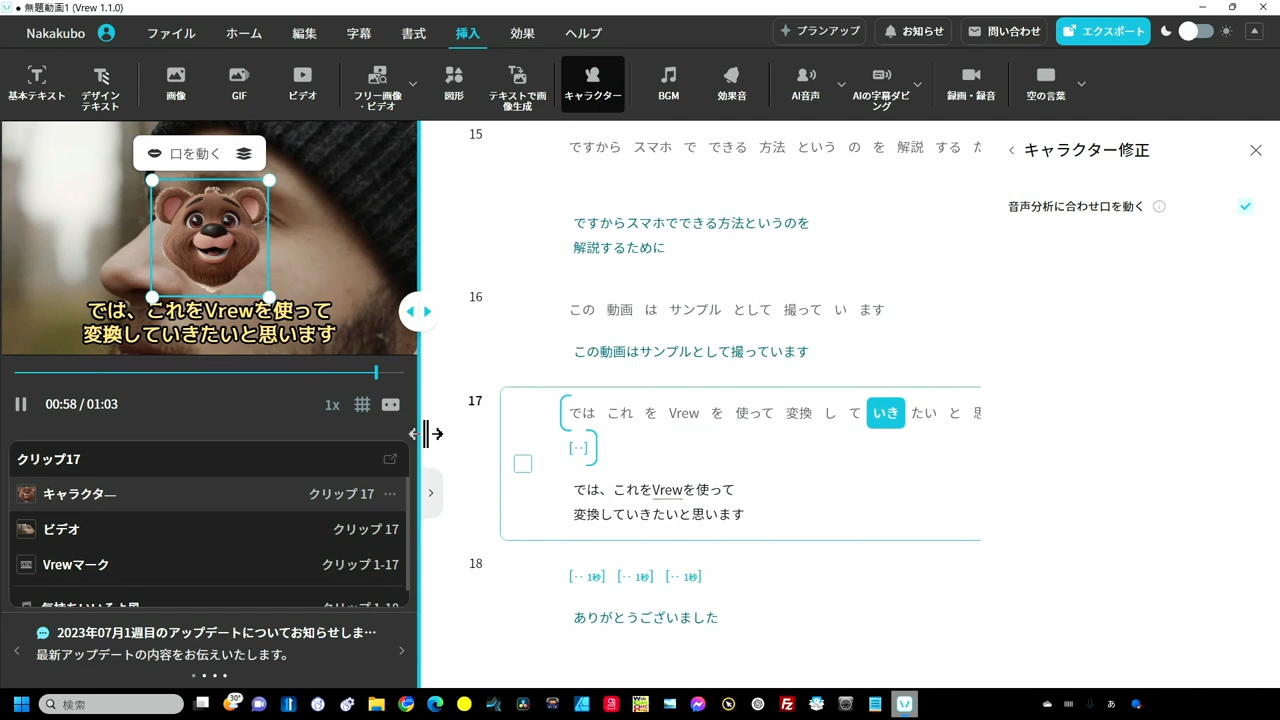 ● 無題動画1 (Vrew 1.1.0)
Nakakubo ファイル ホーム 編集 字幕 書式 挿入 効果 ヘルプ プランアップ お知らせ 問い合わせ エクスポート
基本テキスト デザインテキスト 画像 GIF ビデオ フリー画像・ビデオ 図形 テキストで画像生成 キャラクター BGM 効果音 AI音声 AIの字幕ダビング 録画・録音 空の言葉
口を動く
では、これをVrewを使って
変換していきたいと思います
00:58 / 01:03 1x
クリップ17
キャラクター クリップ 17
ビデオ クリップ 17
Vrewマーク クリップ 1-17
2023年07月1週目のアップデートについてお知らせしま…
最新アップデートの内容をお伝えいたします。
15
ですから スマホ で できる 方法 という の を 解説 する た
ですからスマホでできる方法というのを
解説するために
16
この 動画 は サンプル として 撮って い ます
この動画はサンプルとして撮っています
17
では これ を Vrew を 使って 変換 し て いき たい と 思
[··]
では、これをVrewを使って
変換していきたいと思います
18
[·· 1秒] [·· 1秒] [·· 1秒]
ありがとうございました
キャラクター修正
音声分析に合わせ口を動く
検索
30°
あ